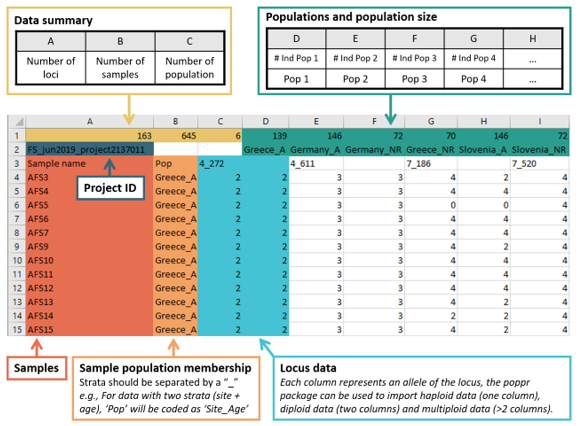 Data summary
A B C
Number of loci Number of samples Number of population
Populations and population size
D E F G H
# Ind Pop 1 # Ind Pop 2 # Ind Pop 3 # Ind Pop 4 ...
Pop 1 Pop 2 Pop 3 Pop 4 ...
A B C D E F G H I
1 163 645 6 139 146 72 70 146 72
2 FS_jun2019_project2137011 Greece_A Germany_A Germany_NR Greece_NR Slovenia_A Slovenia_NR
3 Sample name Pop 4_272 4_611 7_186 7_520
4 AFS3 Greece_A 2 2 3 3 4 2 4
5 AFS4 Greece_A 2 2 3 3 4 4 4
6 AFS5 Greece_A 2 2 3 3 0 0 4
7 AFS6 Greece_A 2 2 3 3 4 4 4
8 AFS7 Greece_A 2 2 3 3 4 4 4
9 AFS9 Greece_A 2 2 3 3 4 2 4
10 AFS10 Greece_A 2 2 3 3 4 4 4
11 AFS11 Greece_A 2 2 3 3 4 4 4
12 AFS12 Greece_A 2 2 3 3 4 4 4
13 AFS13 Greece_A 2 2 3 3 4 2 4
14 AFS14 Greece_A 2 2 3 3 2 2 4
15 AFS15 Greece_A 2 2 3 3 4 2 4
Project ID
Samples
Sample population membership
Strata should be separated by a “_”
e.g., For data with two strata (site +
age), ‘Pop’ will be coded as ‘Site_Age’
Locus data
Each column represents an allele of the locus, the poppr
package can be used to import haploid data (one column),
diploid data (two columns) and multiploid data (>2 columns).